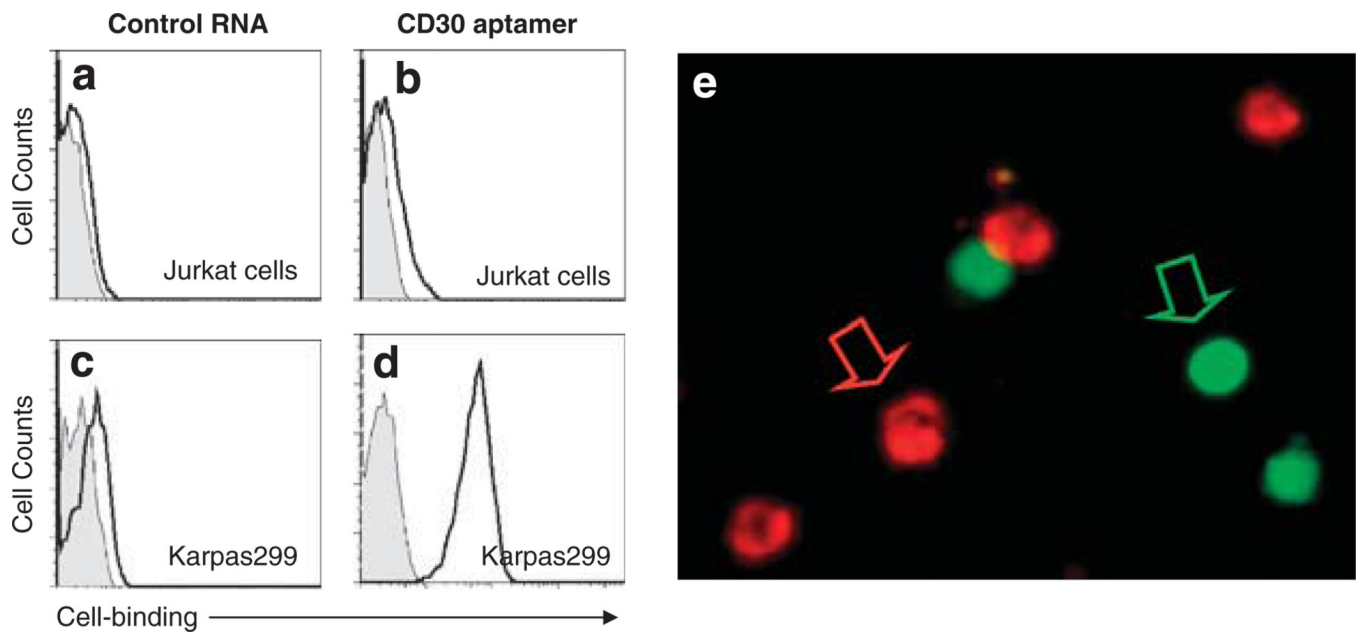 Control RNA
CD30 aptamer
a
b
e
Cell Counts
Jurkat cells
Jurkat cells
c
d
Cell Counts
Karpas299
Karpas299
Cell-binding